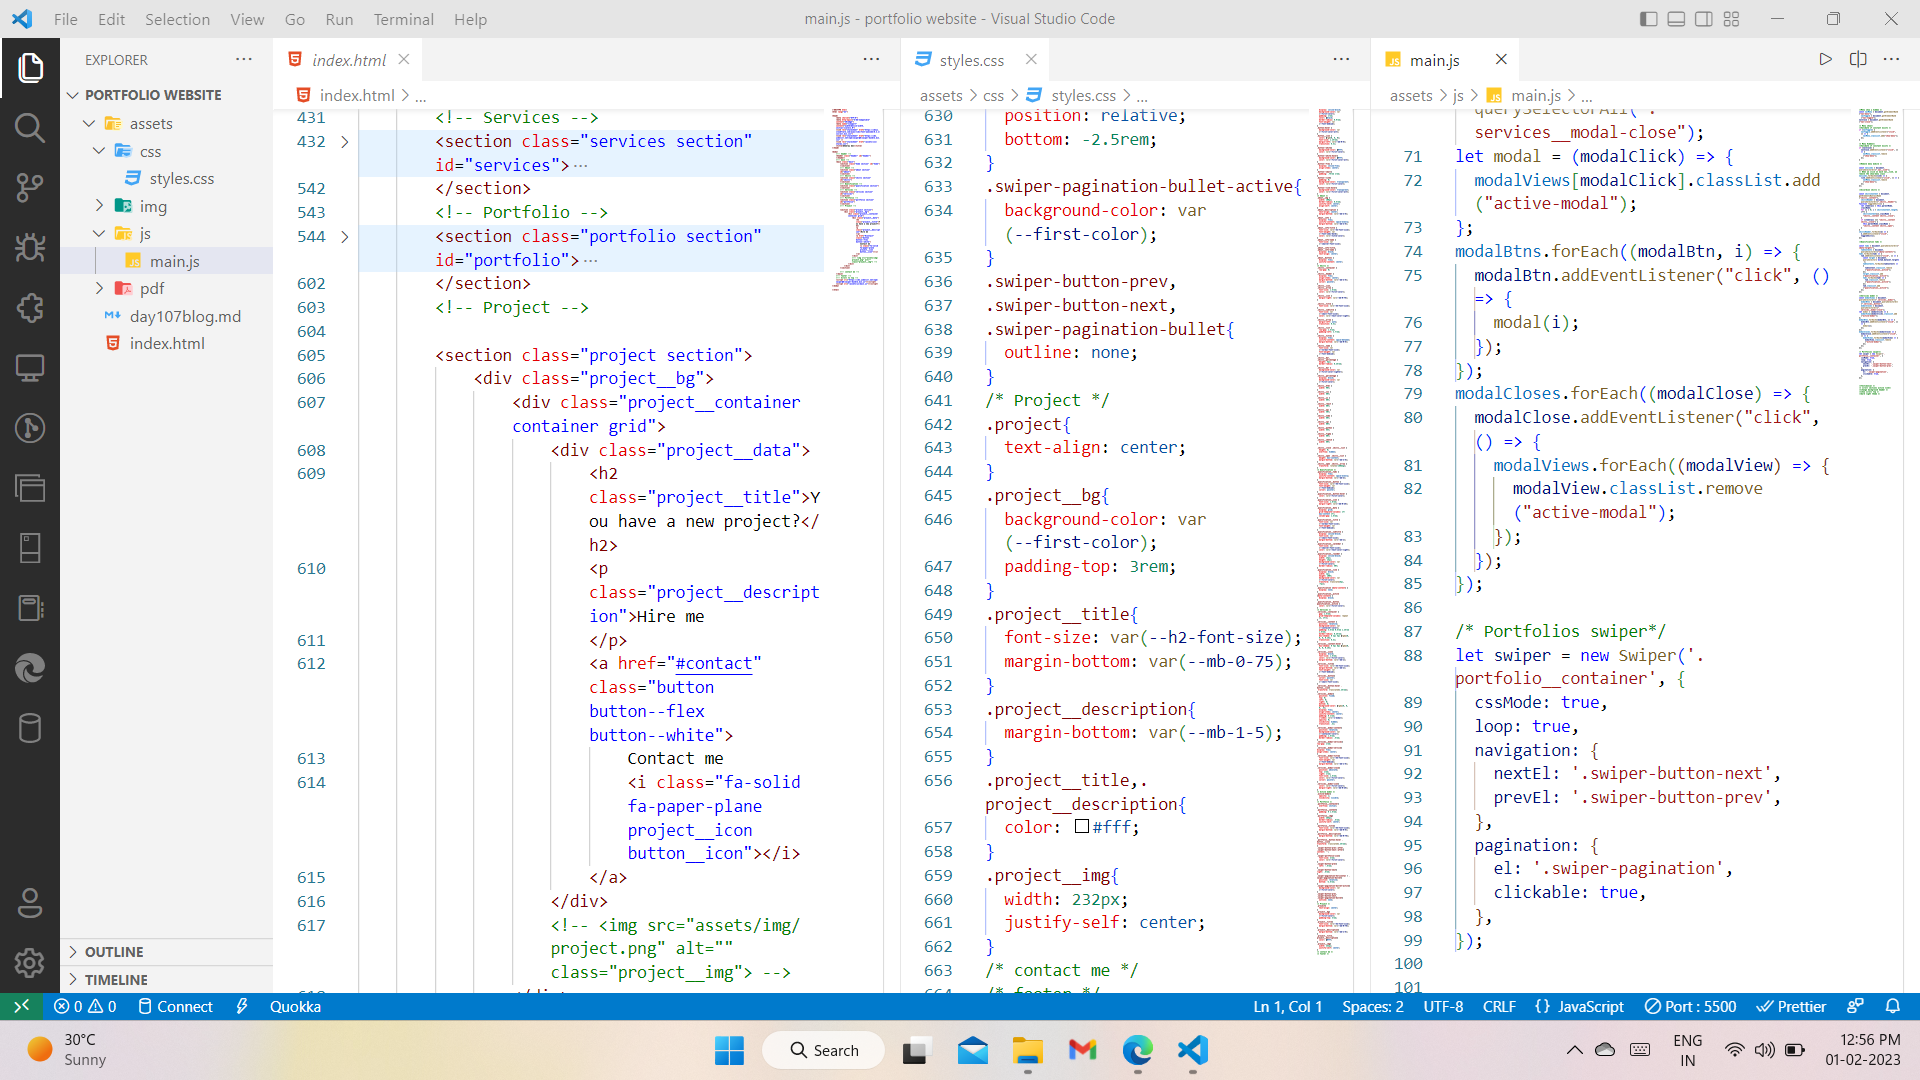 File Edit Selection View Go Run Terminal Help
main.js - portfolio website - Visual Studio Code
EXPLORER
PORTFOLIO WEBSITE
assets
css
styles.css
img
js
main.js
pdf
day107blog.md
index.html
OUTLINE
TIMELINE
index.html
index.html > ...
431 <!-- Services -->
432 <section class="services section"
id="services">...
542 </section>
543 <!-- Portfolio -->
544 <section class="portfolio section"
id="portfolio">...
602 </section>
603 <!-- Project -->
604
605 <section class="project section">
606 <div class="project__bg">
607 <div class="project__container
container grid">
608 <div class="project__data">
609 <h2
class="project__title">Y
ou have a new project?</
h2>
610 <p
class="project__descript
ion">Hire me
611 </p>
612 <a href="#contact"
class="button
button--flex
button--white">
613 Contact me
614 <i class="fa-solid
fa-paper-plane
project__icon
button__icon"></i>
615 </a>
616 </div>
617 <!-- <img src="assets/img/
project.png" alt=""
class="project__img"> -->
styles.css
assets > css > styles.css > ...
630 position: relative;
631 bottom: -2.5rem;
632 }
633 .swiper-pagination-bullet-active{
634 background-color: var
(--first-color);
635 }
636 .swiper-button-prev,
637 .swiper-button-next,
638 .swiper-pagination-bullet{
639 outline: none;
640 }
641 /* Project */
642 .project{
643 text-align: center;
644 }
645 .project__bg{
646 background-color: var
(--first-color);
647 padding-top: 3rem;
648 }
649 .project__title{
650 font-size: var(--h2-font-size);
651 margin-bottom: var(--mb-0-75);
652 }
653 .project__description{
654 margin-bottom: var(--mb-1-5);
655 }
656 .project__title,.
project__description{
657 color: #fff;
658 }
659 .project__img{
660 width: 232px;
661 justify-self: center;
662 }
663 /* contact me */
664 /* footer */
main.js
assets > js > main.js > ...
querySelectorAll(".
services__modal-close");
71 let modal = (modalClick) => {
72 modalViews[modalClick].classList.add
("active-modal");
73 };
74 modalBtns.forEach((modalBtn, i) => {
75 modalBtn.addEventListener("click", ()
=> {
76 modal(i);
77 });
78 });
79 modalCloses.forEach((modalClose) => {
80 modalClose.addEventListener("click",
() => {
81 modalViews.forEach((modalView) => {
82 modalView.classList.remove
("active-modal");
83 });
84 });
85 });
86
87 /* Portfolios swiper*/
88 let swiper = new Swiper('.
portfolio__container', {
89 cssMode: true,
90 loop: true,
91 navigation: {
92 nextEl: '.swiper-button-next',
93 prevEl: '.swiper-button-prev',
94 },
95 pagination: {
96 el: '.swiper-pagination',
97 clickable: true,
98 },
99 });
100
101
0 0 Connect Quokka
Ln 1, Col 1 Spaces: 2 UTF-8 CRLF {} JavaScript Port : 5500 Prettier
30°C
Sunny
Search
ENG
IN
12:56 PM
01-02-2023